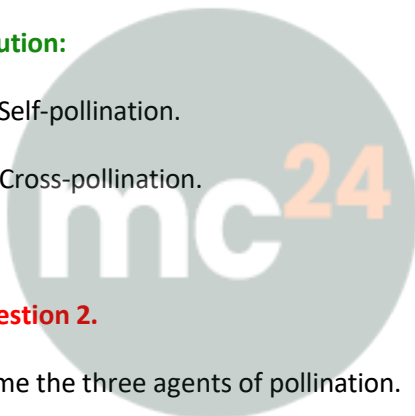 ution:
Self-pollination.
Cross-pollination.
mc24
estion 2.
me the three agents of pollination.